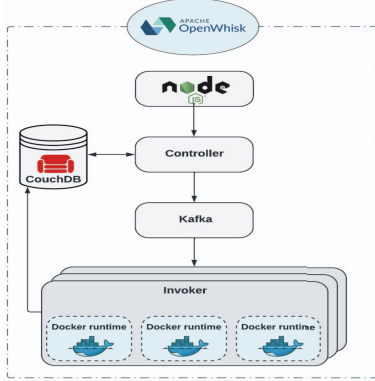 APACHE
OpenWhisk
node
JS
Controller
CouchDB
Kafka
Invoker
Docker runtime
Docker runtime
Docker runtime